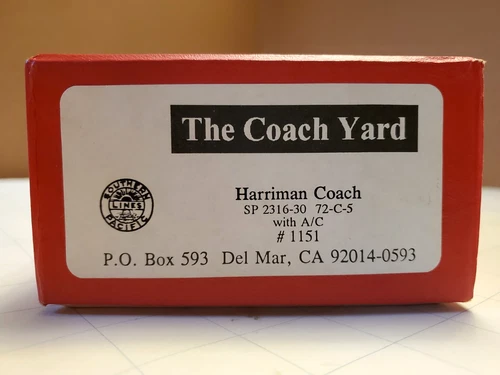 The Coach Yard
SOUTHERN
LINES
PACIFIC
Harriman Coach
SP 2316-30 72-C-5
with A/C
# 1151
P.O. Box 593 Del Mar, CA 92014-0593